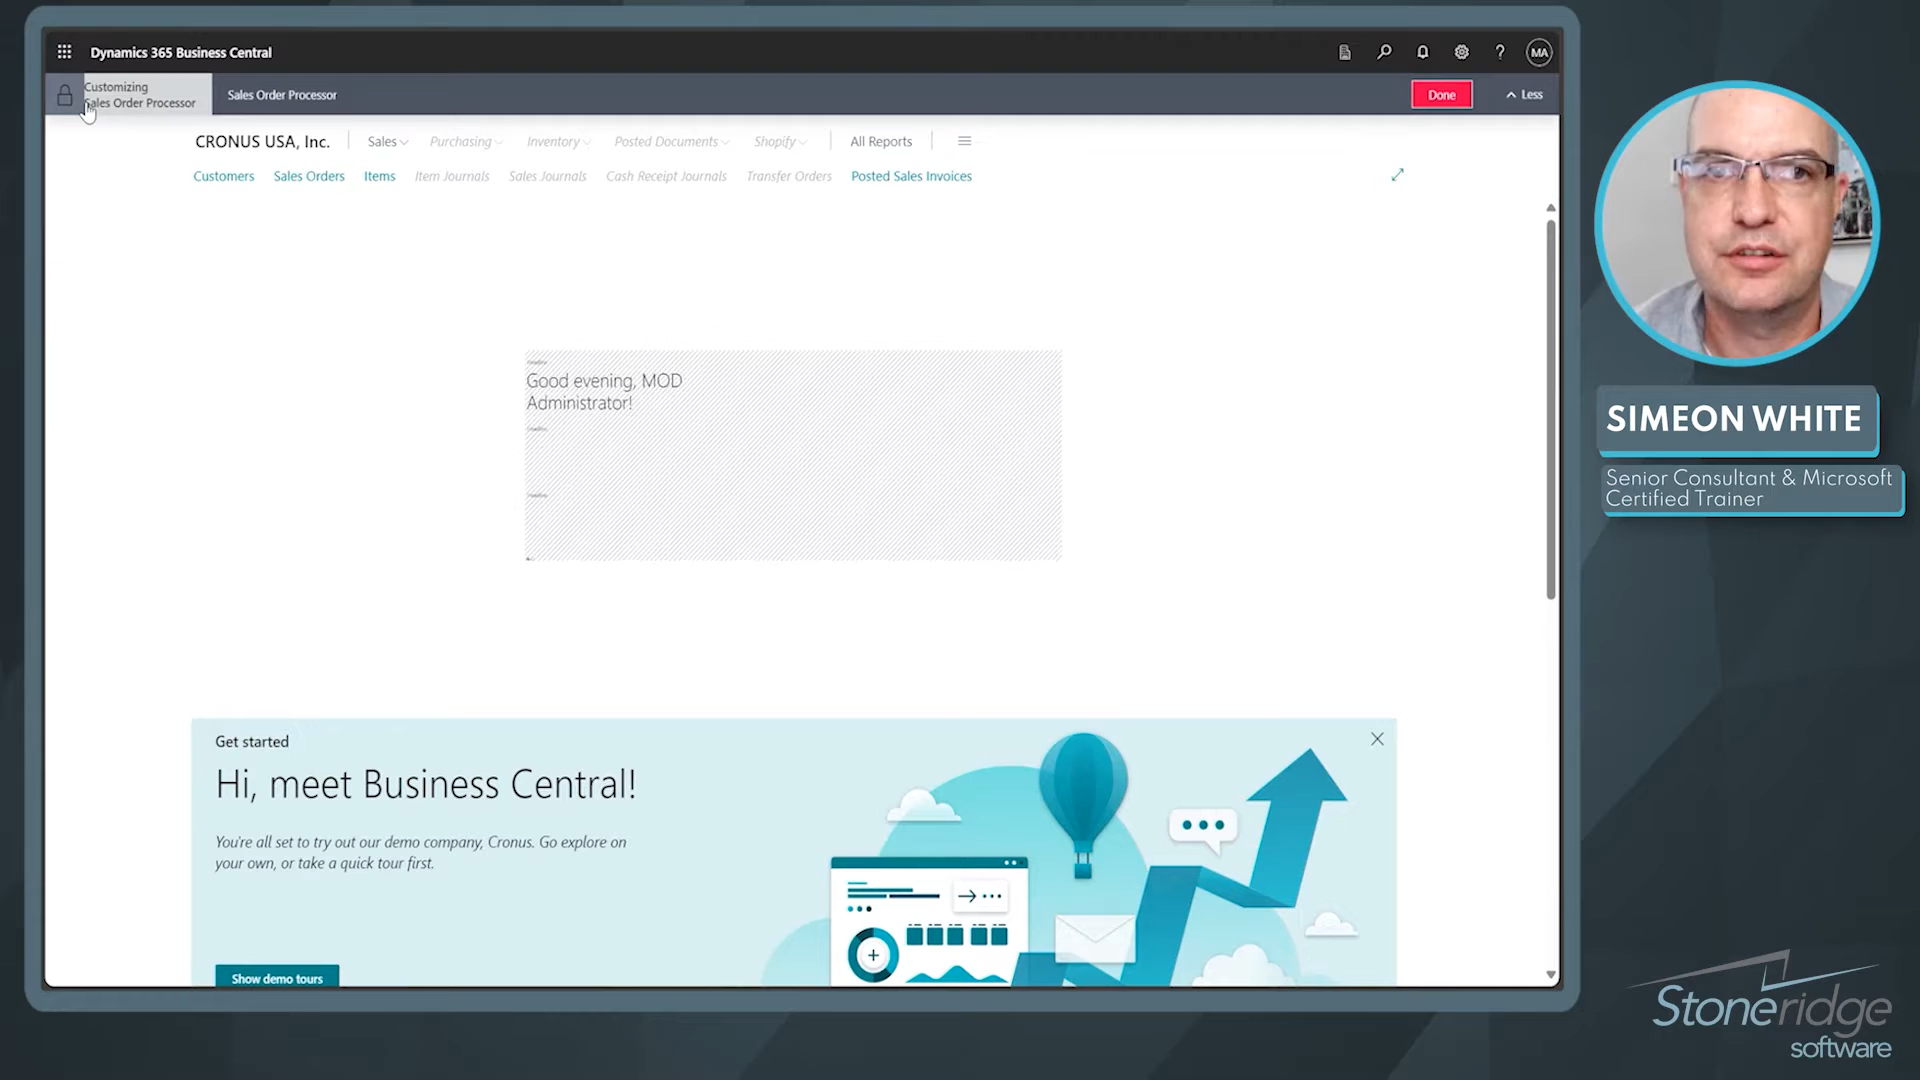 Dynamics 365 Business Central
MA
Customizing
Sales Order Processor
Sales Order Processor
Done
Less
CRONUS USA, Inc.
Sales
Purchasing
Inventory
Posted Documents
Shopify
All Reports
Customers
Sales Orders
Items
Item Journals
Sales Journals
Cash Receipt Journals
Transfer Orders
Posted Sales Invoices
Headline
Good evening, MOD
Administrator!
Headline
Headline
Get started
Hi, meet Business Central!
You're all set to try out our demo company, Cronus. Go explore on
your own, or take a quick tour first.
Show demo tours
SIMEON WHITE
Senior Consultant & Microsoft
Certified Trainer
Stoneridge
software